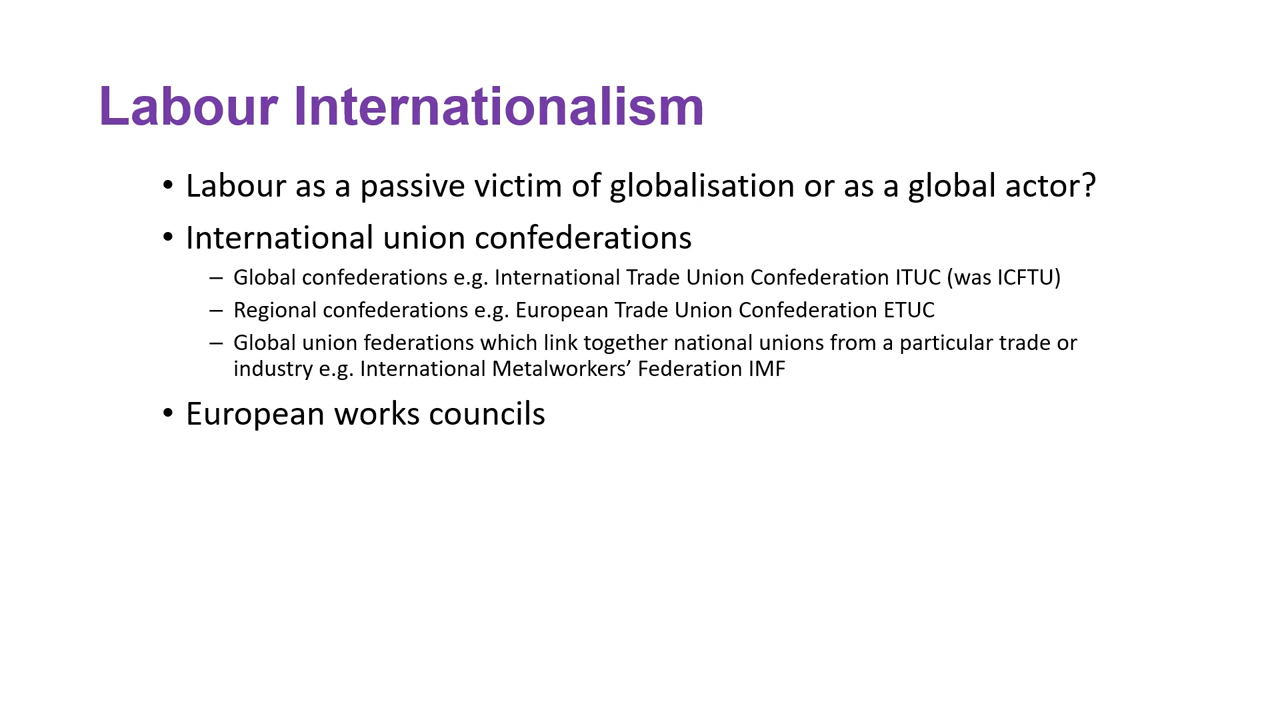 Labour Internationalism
• Labour as a passive victim of globalisation or as a global actor?
• International union confederations
– Global confederations e.g. International Trade Union Confederation ITUC (was ICFTU)
– Regional confederations e.g. European Trade Union Confederation ETUC
– Global union federations which link together national unions from a particular trade or
industry e.g. International Metalworkers’ Federation IMF
• European works councils